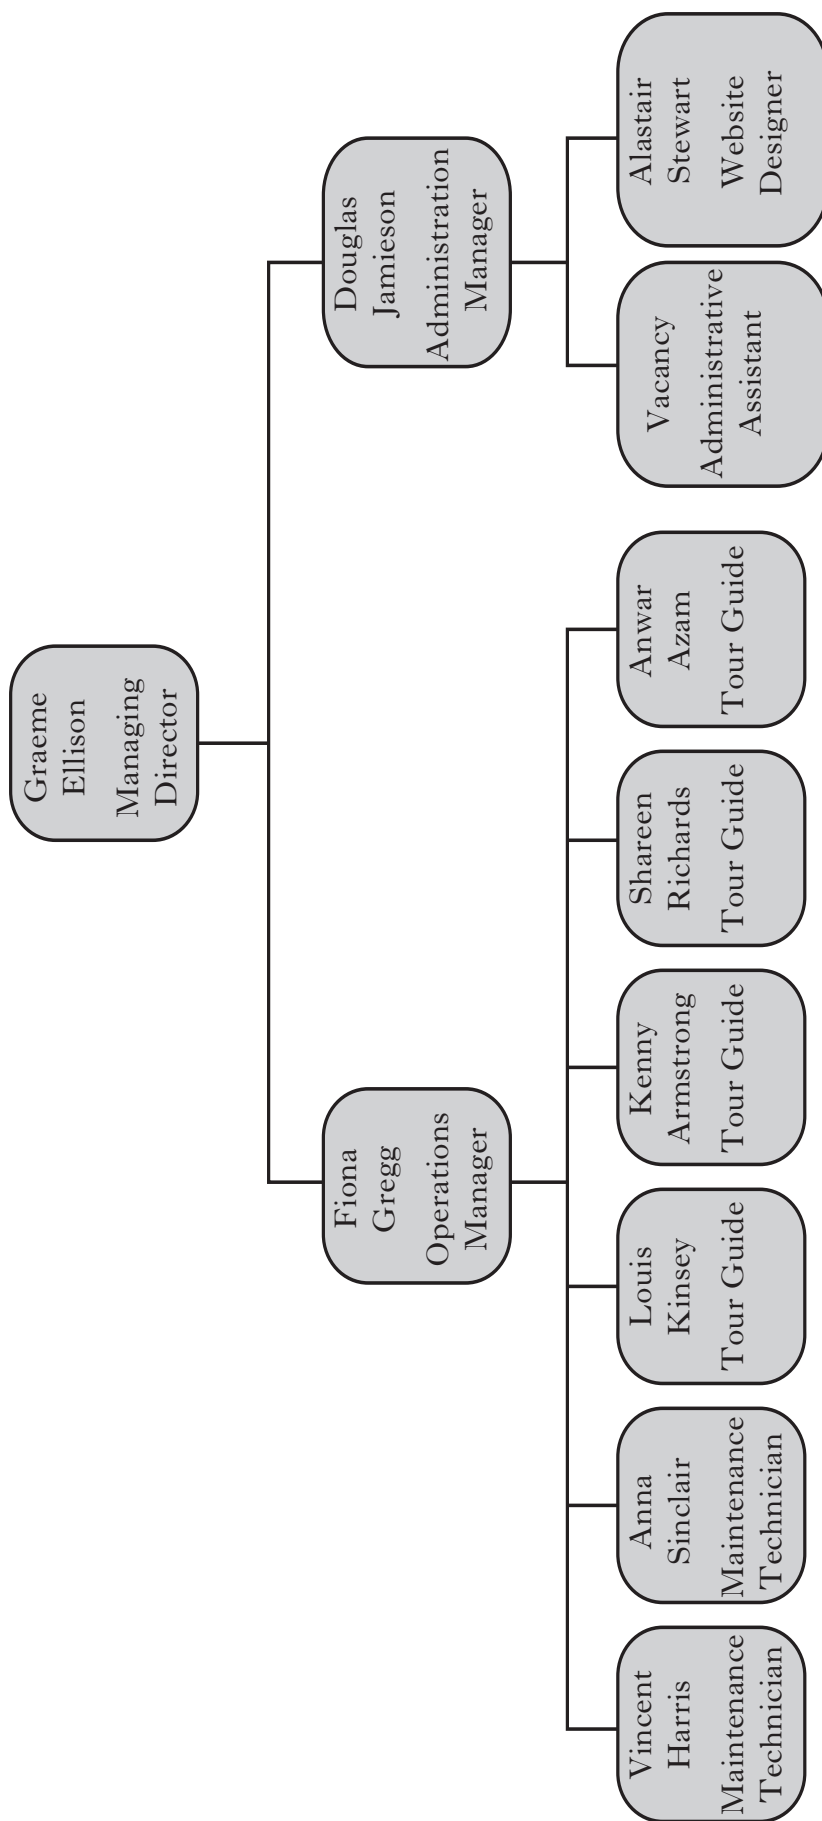 Graeme
Ellison
Managing
Director
Fiona
Gregg
Operations
Manager
Douglas
Jamieson
Administration
Manager
Vincent
Harris
Maintenance
Technician
Anna
Sinclair
Maintenance
Technician
Louis
Kinsey
Tour Guide
Kenny
Armstrong
Tour Guide
Shareen
Richards
Tour Guide
Anwar
Azam
Tour Guide
Vacancy
Administrative
Assistant
Alastair
Stewart
Website
Designer